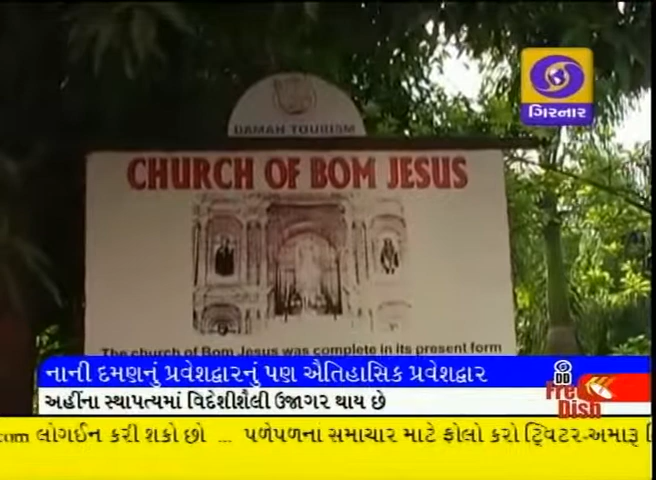 ગિરનાર
DAMAN TOURISM
CHURCH OF BOM JESUS
The church of Bom Jesus was complete in its present form
નાની દમણનું પ્રવેશદ્વારનું પણ ઐતિહાસિક પ્રવેશદ્વાર
અહીંના સ્થાપત્યમાં વિદેશીશૈલી ઉજાગર થાય છે
DD
Free
Dish
com લોગઈન કરી શકો છો ... પળેપળના સમાચાર માટે ફોલો કરો ટ્વિટર-અમારૂ